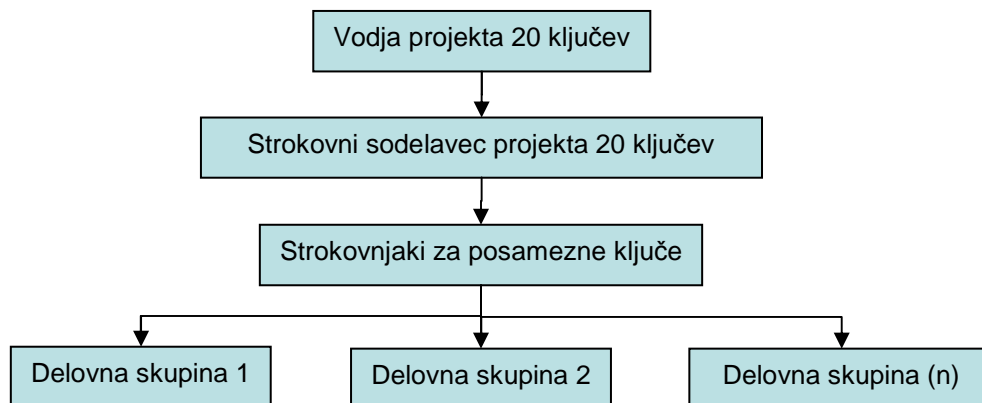 Vodja projekta 20 ključev
Strokovni sodelavec projekta 20 ključev
Strokovnjaki za posamezne ključe
Delovna skupina 1
Delovna skupina 2
Delovna skupina (n)